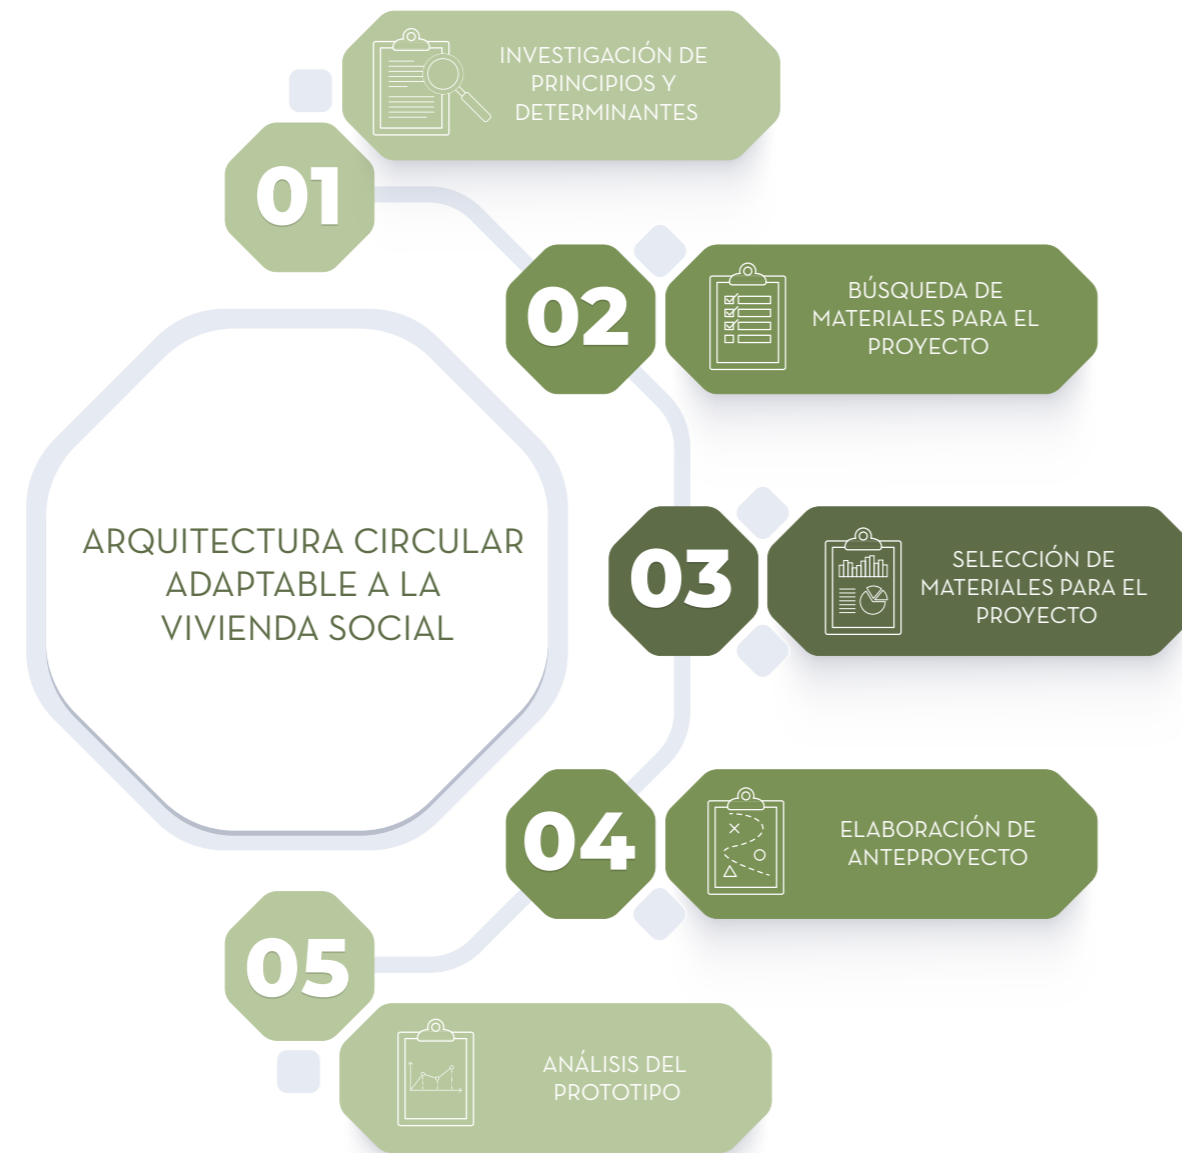 01
INVESTIGACIÓN DE
PRINCIPIOS Y
DETERMINANTES
02
BÚSQUEDA DE
MATERIALES PARA EL
PROYECTO
ARQUITECTURA CIRCULAR
ADAPTABLE A LA
VIVIENDA SOCIAL
03
SELECCIÓN DE
MATERIALES PARA EL
PROYECTO
04
ELABORACIÓN DE
ANTEPROYECTO
05
ANÁLISIS DEL
PROTOTIPO